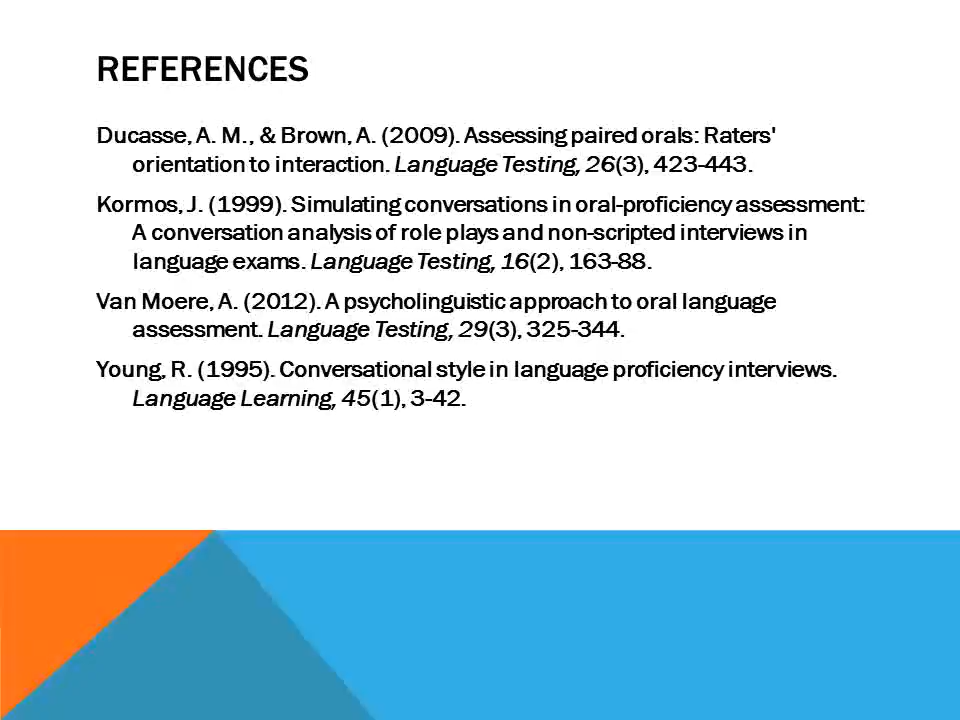 REFERENCES
Ducasse, A. M., & Brown, A. (2009). Assessing paired orals: Raters'
orientation to interaction. Language Testing, 26(3), 423-443.
Kormos, J. (1999). Simulating conversations in oral-proficiency assessment:
A conversation analysis of role plays and non-scripted interviews in
language exams. Language Testing, 16(2), 163-88.
Van Moere, A. (2012). A psycholinguistic approach to oral language
assessment. Language Testing, 29(3), 325-344.
Young, R. (1995). Conversational style in language proficiency interviews.
Language Learning, 45(1), 3-42.